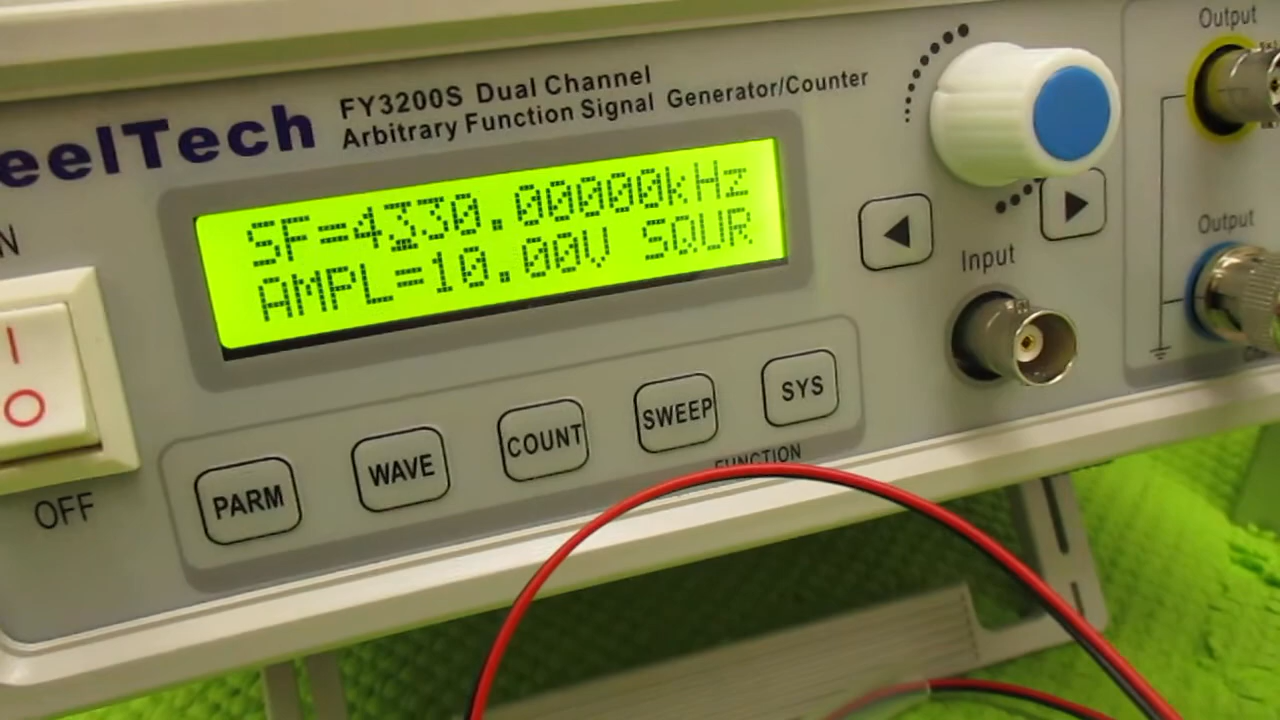 Output
FY3200S Dual Channel
Arbitrary Function Signal Generator/Counter
eelTech
SF=4330.00000kHz
AMPL=10.00V SQUR
Output
Input
N
I
O
OFF
PARM
WAVE
COUNT
SWEEP
SYS
FUNCTION